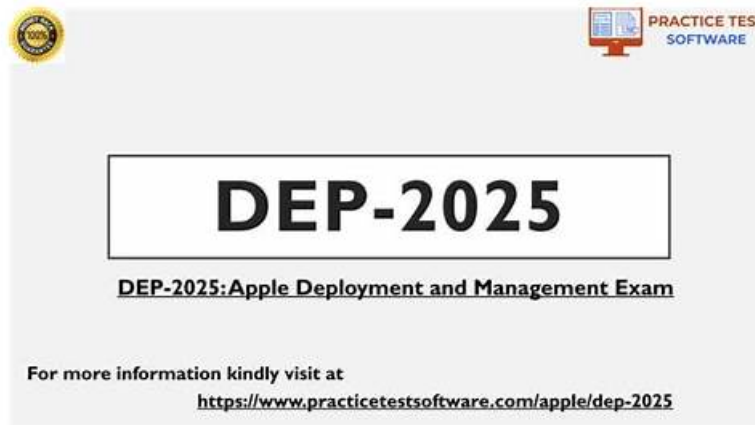 100%
PRACTICE TES
SOFTWARE
DEP-2025
DEP-2025: Apple Deployment and Management Exam
For more information kindly visit at
https://www.practicetestsoftware.com/apple/dep-2025